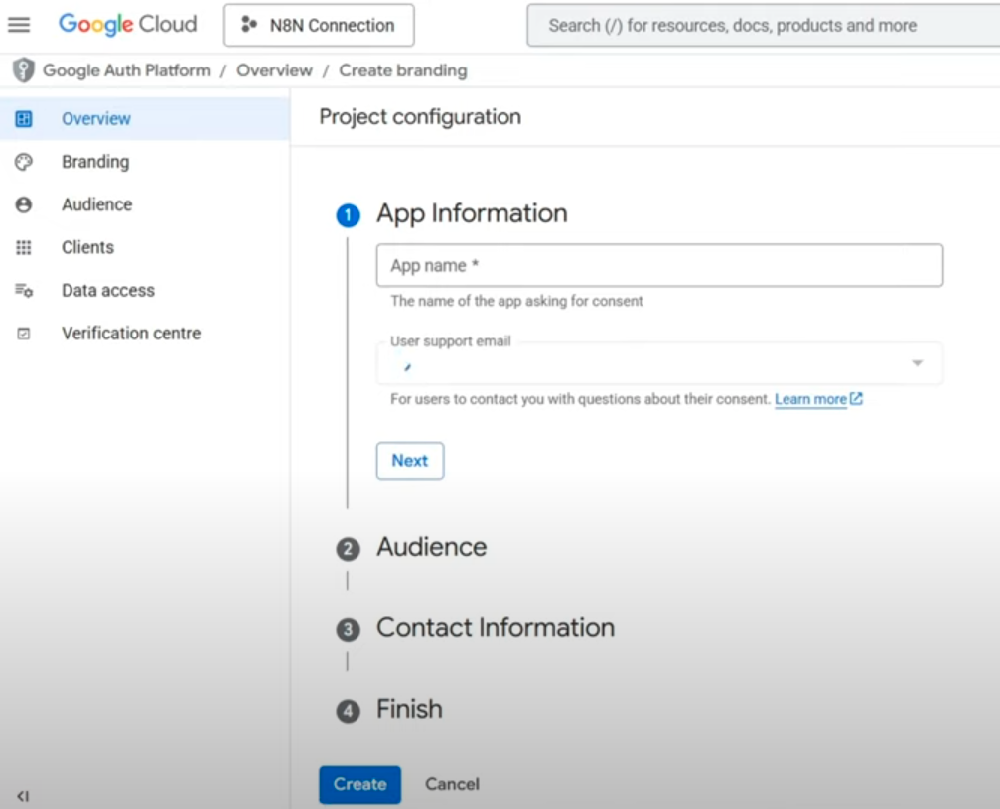 Google Cloud
N8N Connection
Search (/) for resources, docs, products and more
Google Auth Platform / Overview / Create branding
Overview
Branding
Audience
Clients
Data access
Verification centre
Project configuration
1 App Information
App name *
The name of the app asking for consent
User support email
For users to contact you with questions about their consent. Learn more
Next
2 Audience
3 Contact Information
4 Finish
Create Cancel